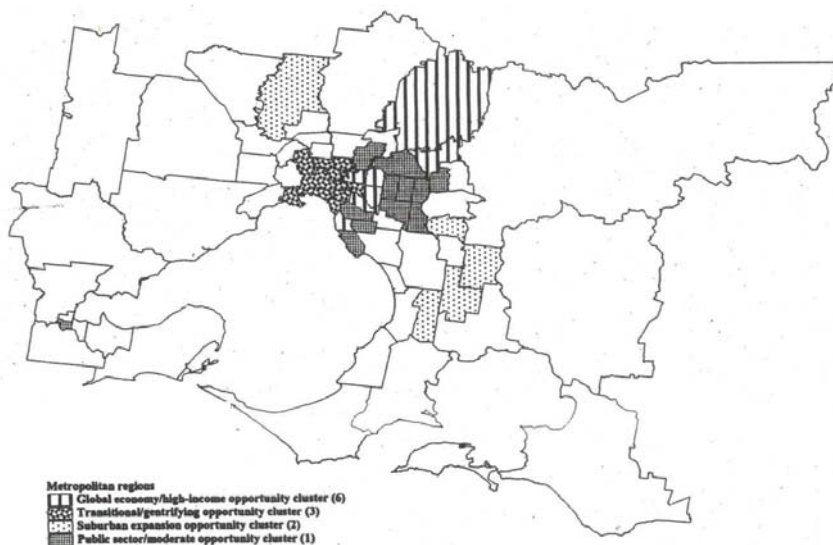 Metropolitan regions
Global economy/high-income opportunity cluster (6)
Transitional/gentrifying opportunity cluster (3)
Suburban expansion opportunity cluster (2)
Public sector/moderate opportunity cluster (1)